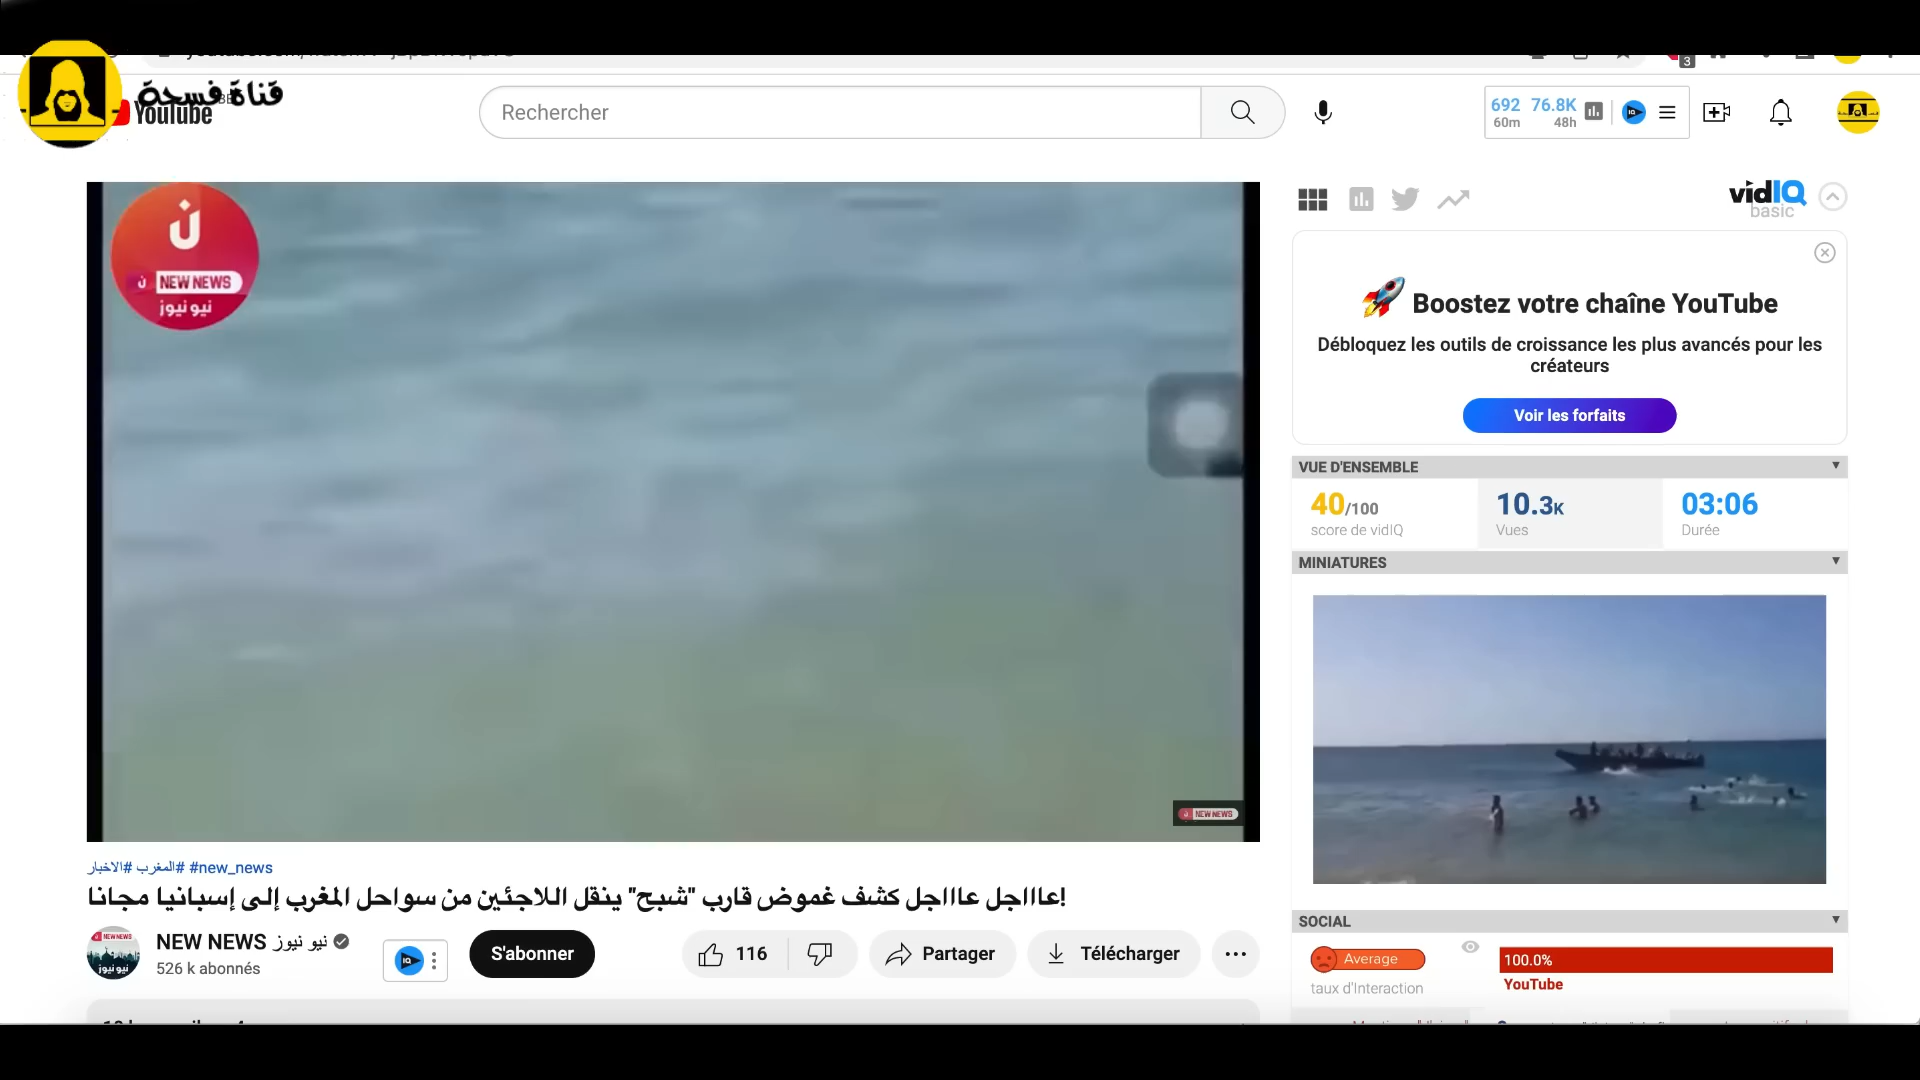 قناة فسحة
YouTube
Rechercher
692 76.8K
60m 48h
3
ن
ن NEW NEWS
نيو نيوز
vidIQ
basic
Boostez votre chaîne YouTube
Débloquez les outils de croissance les plus avancés pour les
créateurs
Voir les forfaits
VUE D'ENSEMBLE
40/100 10.3K 03:06
score de vidIQ Vues Durée
MINIATURES
NEW NEWS
#الاخبار #المغرب #new_news
عاااجل عاااجل كشف غموض قارب "شبح" ينقل اللاجئين من سواحل المغرب إلى إسبانيا مجانا!
NEW NEWS نيو نيوز
526 k abonnés
S'abonner
116
Partager
Télécharger
SOCIAL
Average
taux d'Interaction
100.0%
YouTube